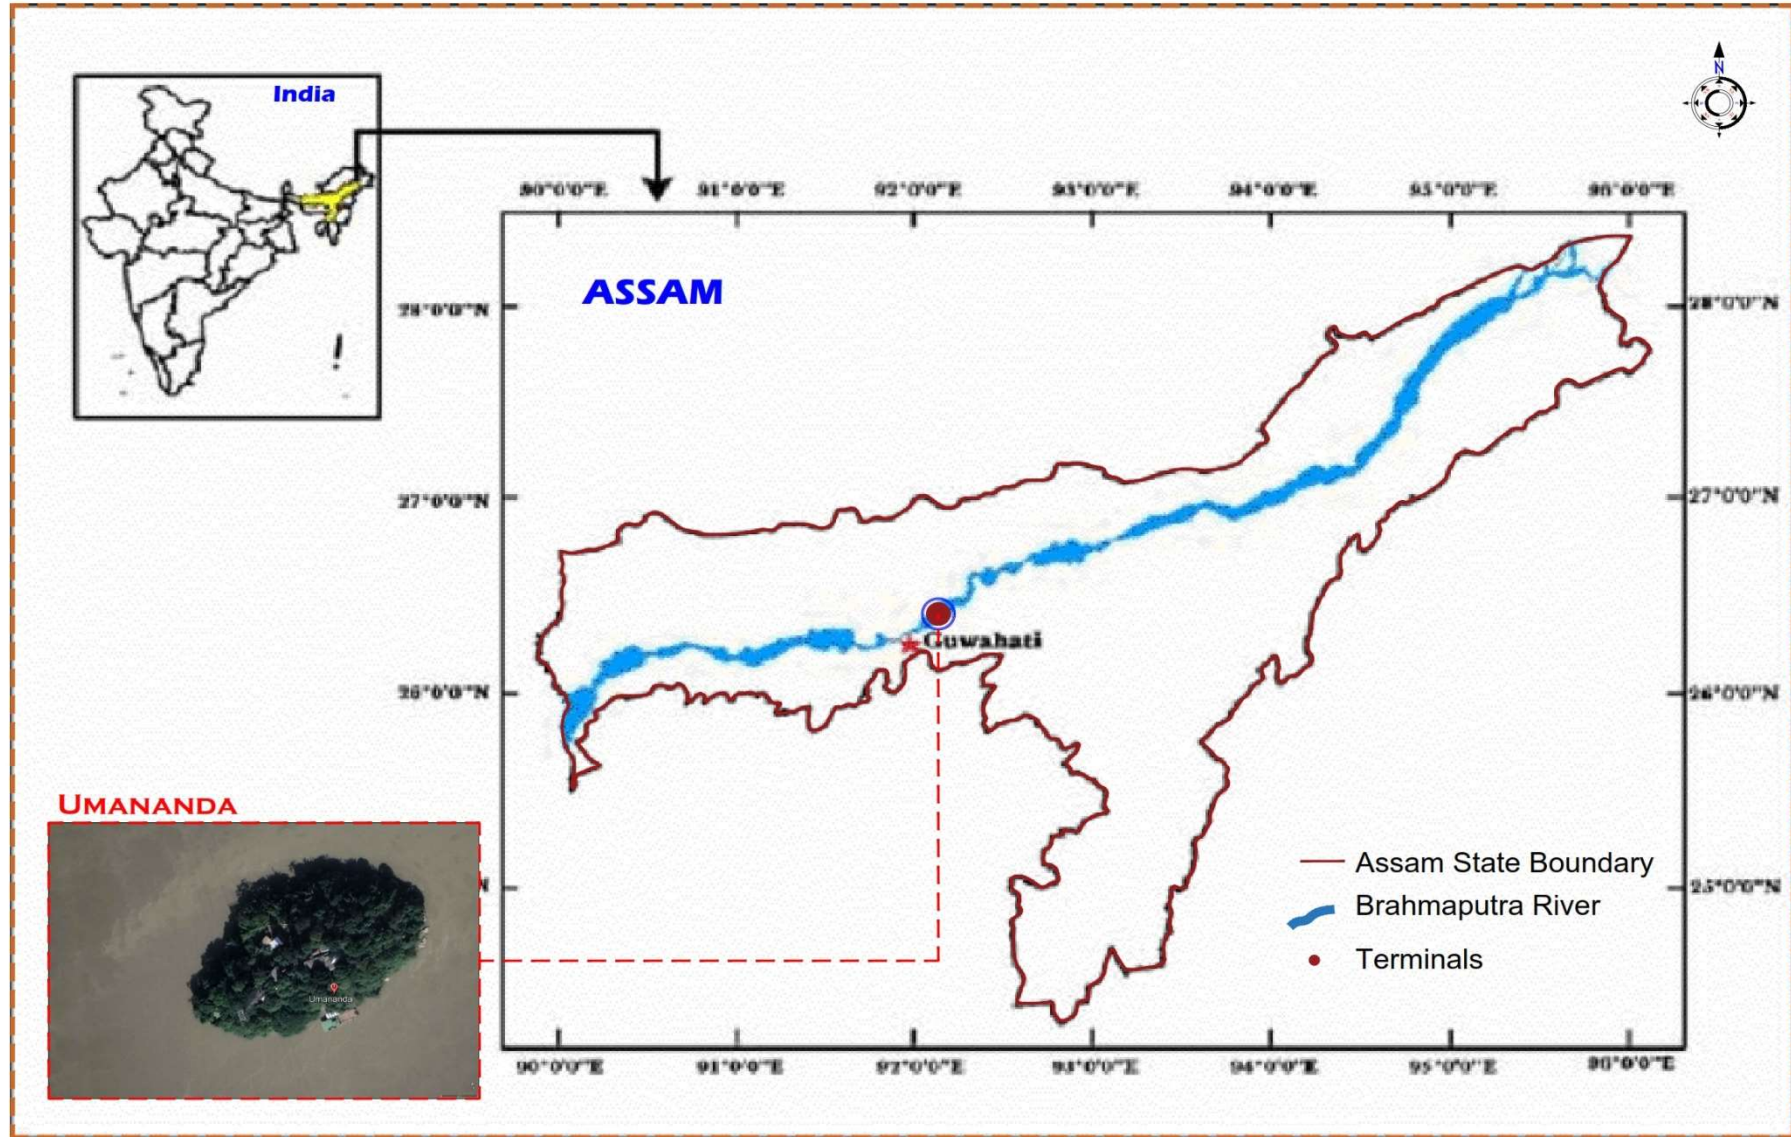 India
N
90°0'0"E 91°0'0"E 92°0'0"E 93°0'0"E 94°0'0"E 95°0'0"E 96°0'0"E
ASSAM
28°0'0"N 28°0'0"N
27°0'0"N 27°0'0"N
Guwahati
26°0'0"N 26°0'0"N
UMANANDA
Umananda
Assam State Boundary
25°0'0"N
Brahmaputra River
Terminals
90°0'0"E 91°0'0"E 92°0'0"E 93°0'0"E 94°0'0"E 95°0'0"E 96°0'0"E